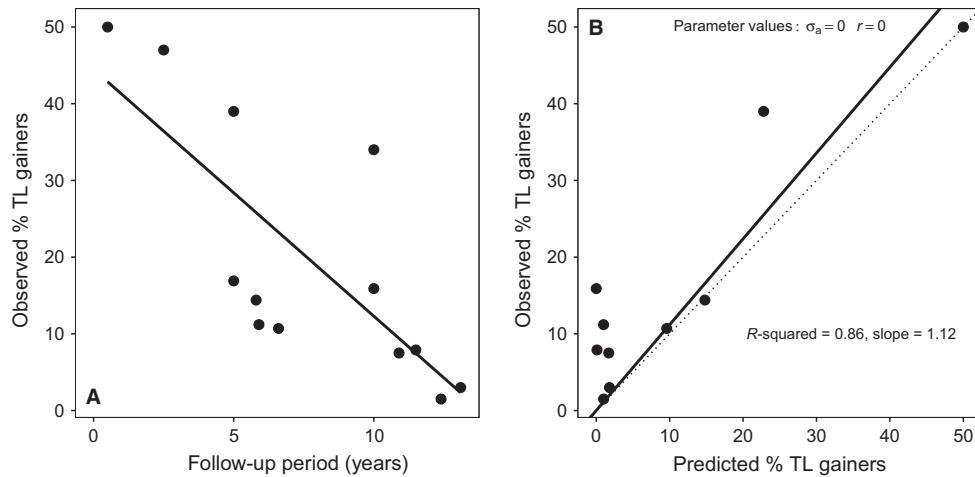 50
40
30
20
10
0
Observed % TL gainers
A
0 5 10
Follow-up period (years)
B
Parameter values : σa = 0 r = 0
50
40
30
20
10
0
Observed % TL gainers
R-squared = 0.86, slope = 1.12
0 10 20 30 40 50
Predicted % TL gainers